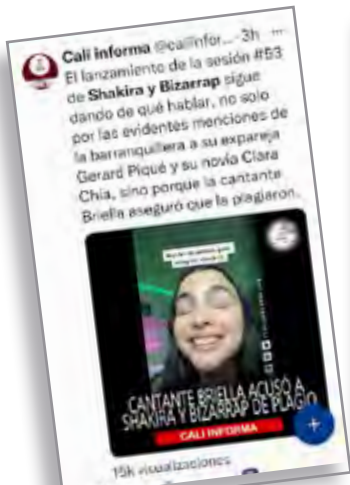 Cali informa @caliinfor... · 3h ···
El lanzamiento de la sesión #53
de Shakira y Bizarrap sigue
dando de qué hablar, no solo
por las evidentes menciones de
la barranquillera a su expareja
Gerard Piqué y su novia Clara
Chia, sino porque la cantante
Briella aseguró que la plagiaron.
CANTANTE BRIELLA ACUSÓ A
SHAKIRA Y BIZARRAP DE PLAGIO
CALI INFORMA
15k visualizaciones